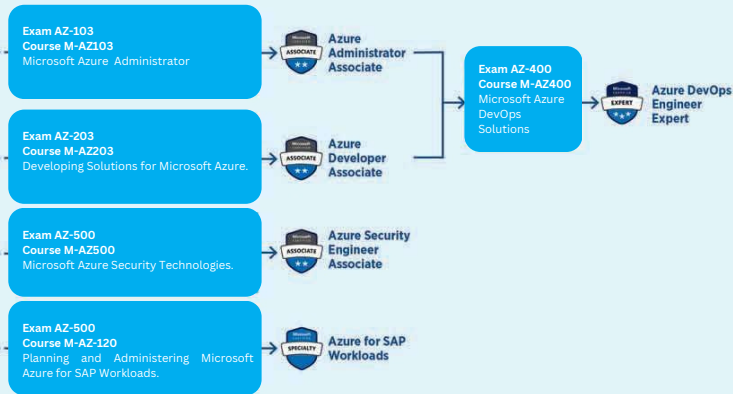 Exam AZ-103
Course M-AZ103
Microsoft Azure Administrator
ASSOCIATE
Azure
Administrator
Associate
Exam AZ-203
Course M-AZ203
Developing Solutions for Microsoft Azure.
ASSOCIATE
Azure
Developer
Associate
Exam AZ-400
Course M-AZ400
Microsoft Azure
DevOps
Solutions
EXPERT
Azure DevOps
Engineer
Expert
Exam AZ-500
Course M-AZ500
Microsoft Azure Security Technologies.
ASSOCIATE
Azure Security
Engineer
Associate
Exam AZ-500
Course M-AZ-120
Planning and Administering Microsoft
Azure for SAP Workloads.
SPECIALTY
Azure for SAP
Workloads